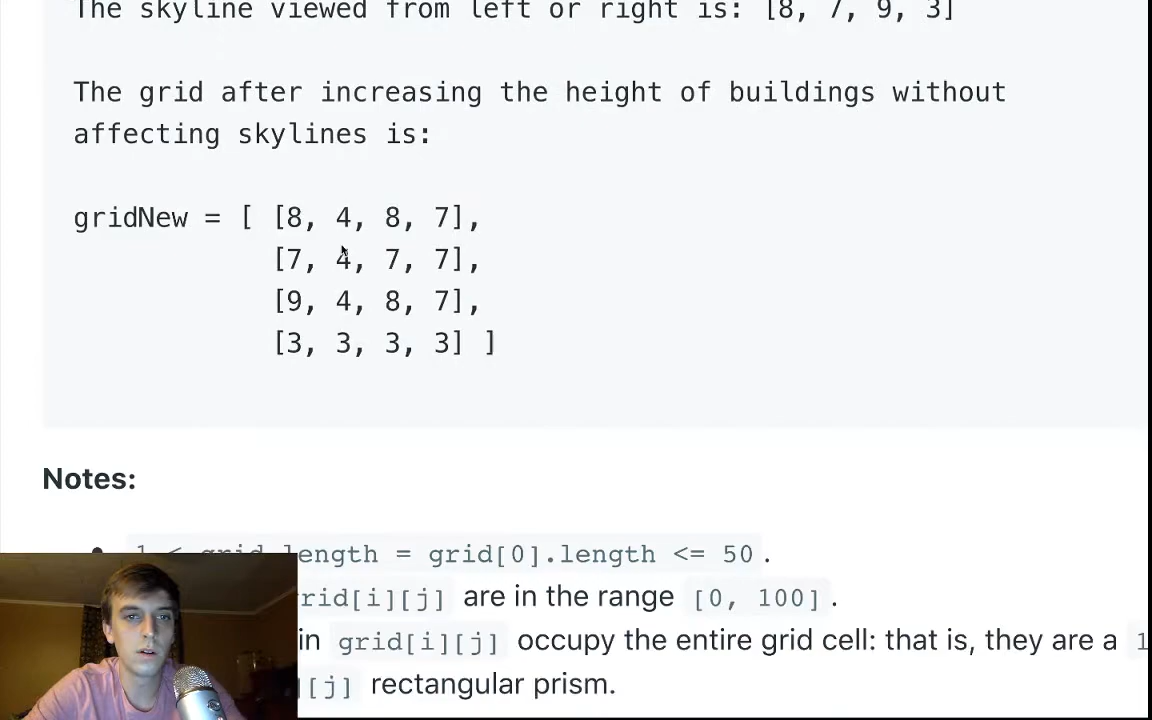 The skyline viewed from left or right is: [8, 7, 9, 3]
The grid after increasing the height of buildings without
affecting skylines is:
gridNew = [ [8, 4, 8, 7],
[7, 4, 7, 7],
[9, 4, 8, 7],
[3, 3, 3, 3] ]
Notes:
1 < grid.length = grid[0].length <= 50.
rid[i][j] are in the range [0, 100].
in grid[i][j] occupy the entire grid cell: that is, they are a 1
[j] rectangular prism.